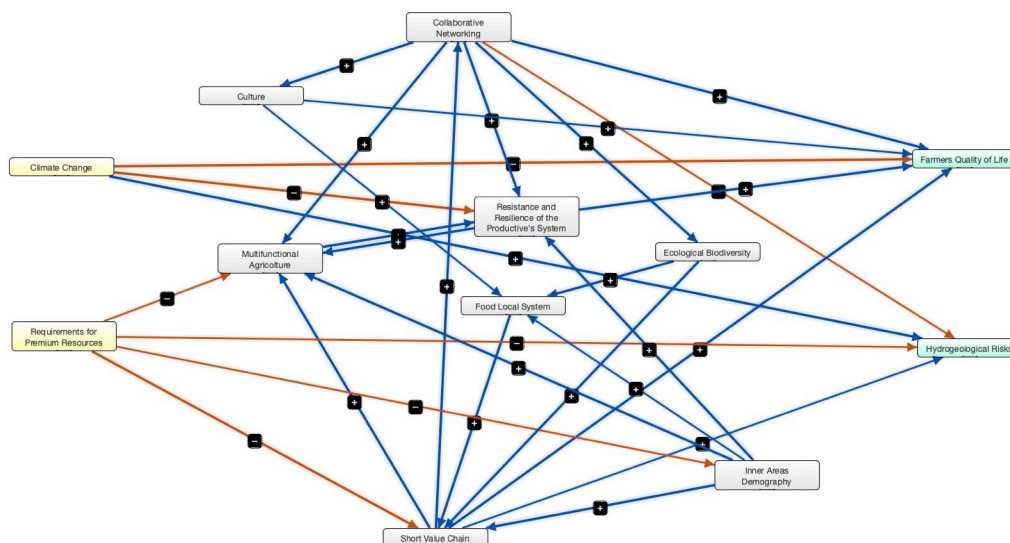 Collaborative
Networking
+
Culture
+
+
+
+
+
Climate Change
−
Farmers Quality of Life
−
+
−
+
Resistance and
Resilience of the
Productive's System
+
+
+
Multifunctional
Agricolture
Ecological Biodiversity
+
+
−
Food Local System
Requirements for
Premium Resources
−
Hydrogeological Risks
+
+
+
+
+
−
+
+
−
+
Inner Areas
Demography
+
Short Value Chain